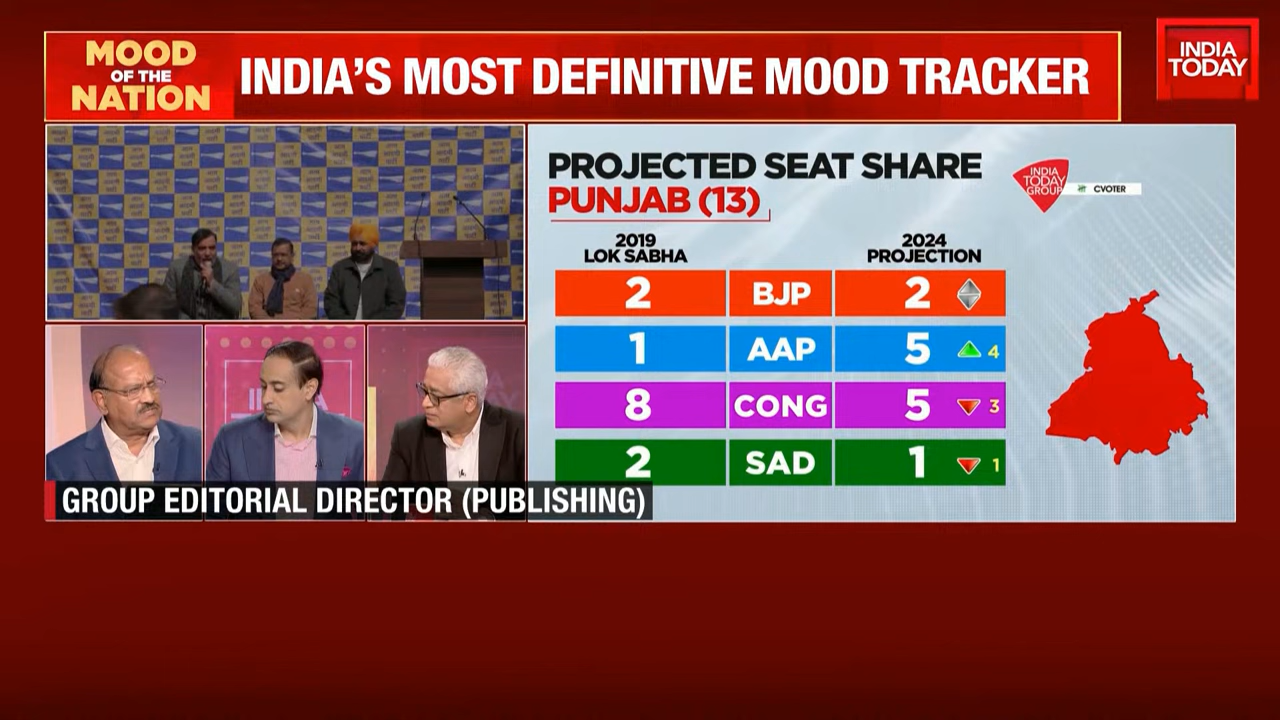 MOOD
OF THE
NATION
INDIA'S MOST DEFINITIVE MOOD TRACKER
INDIA
TODAY
PROJECTED SEAT SHARE
PUNJAB (13)
INDIA
TODAY
GROUP
CVOTER
2019
LOK SABHA
2024
PROJECTION
2 BJP 2
1 AAP 5 4
8 CONG 5 3
2 SAD 1 1
GROUP EDITORIAL DIRECTOR (PUBLISHING)